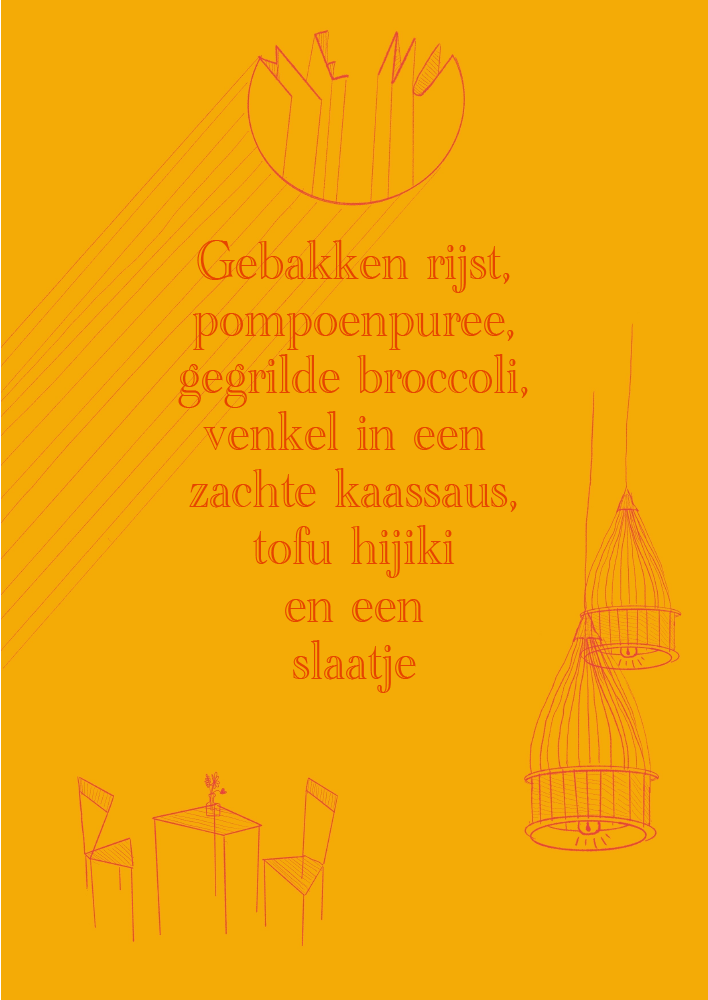 Gebakken rijst,
pompoenpuree,
gegrilde broccoli,
venkel in een
zachte kaassaus,
tofu hijiki
en een
slaatje